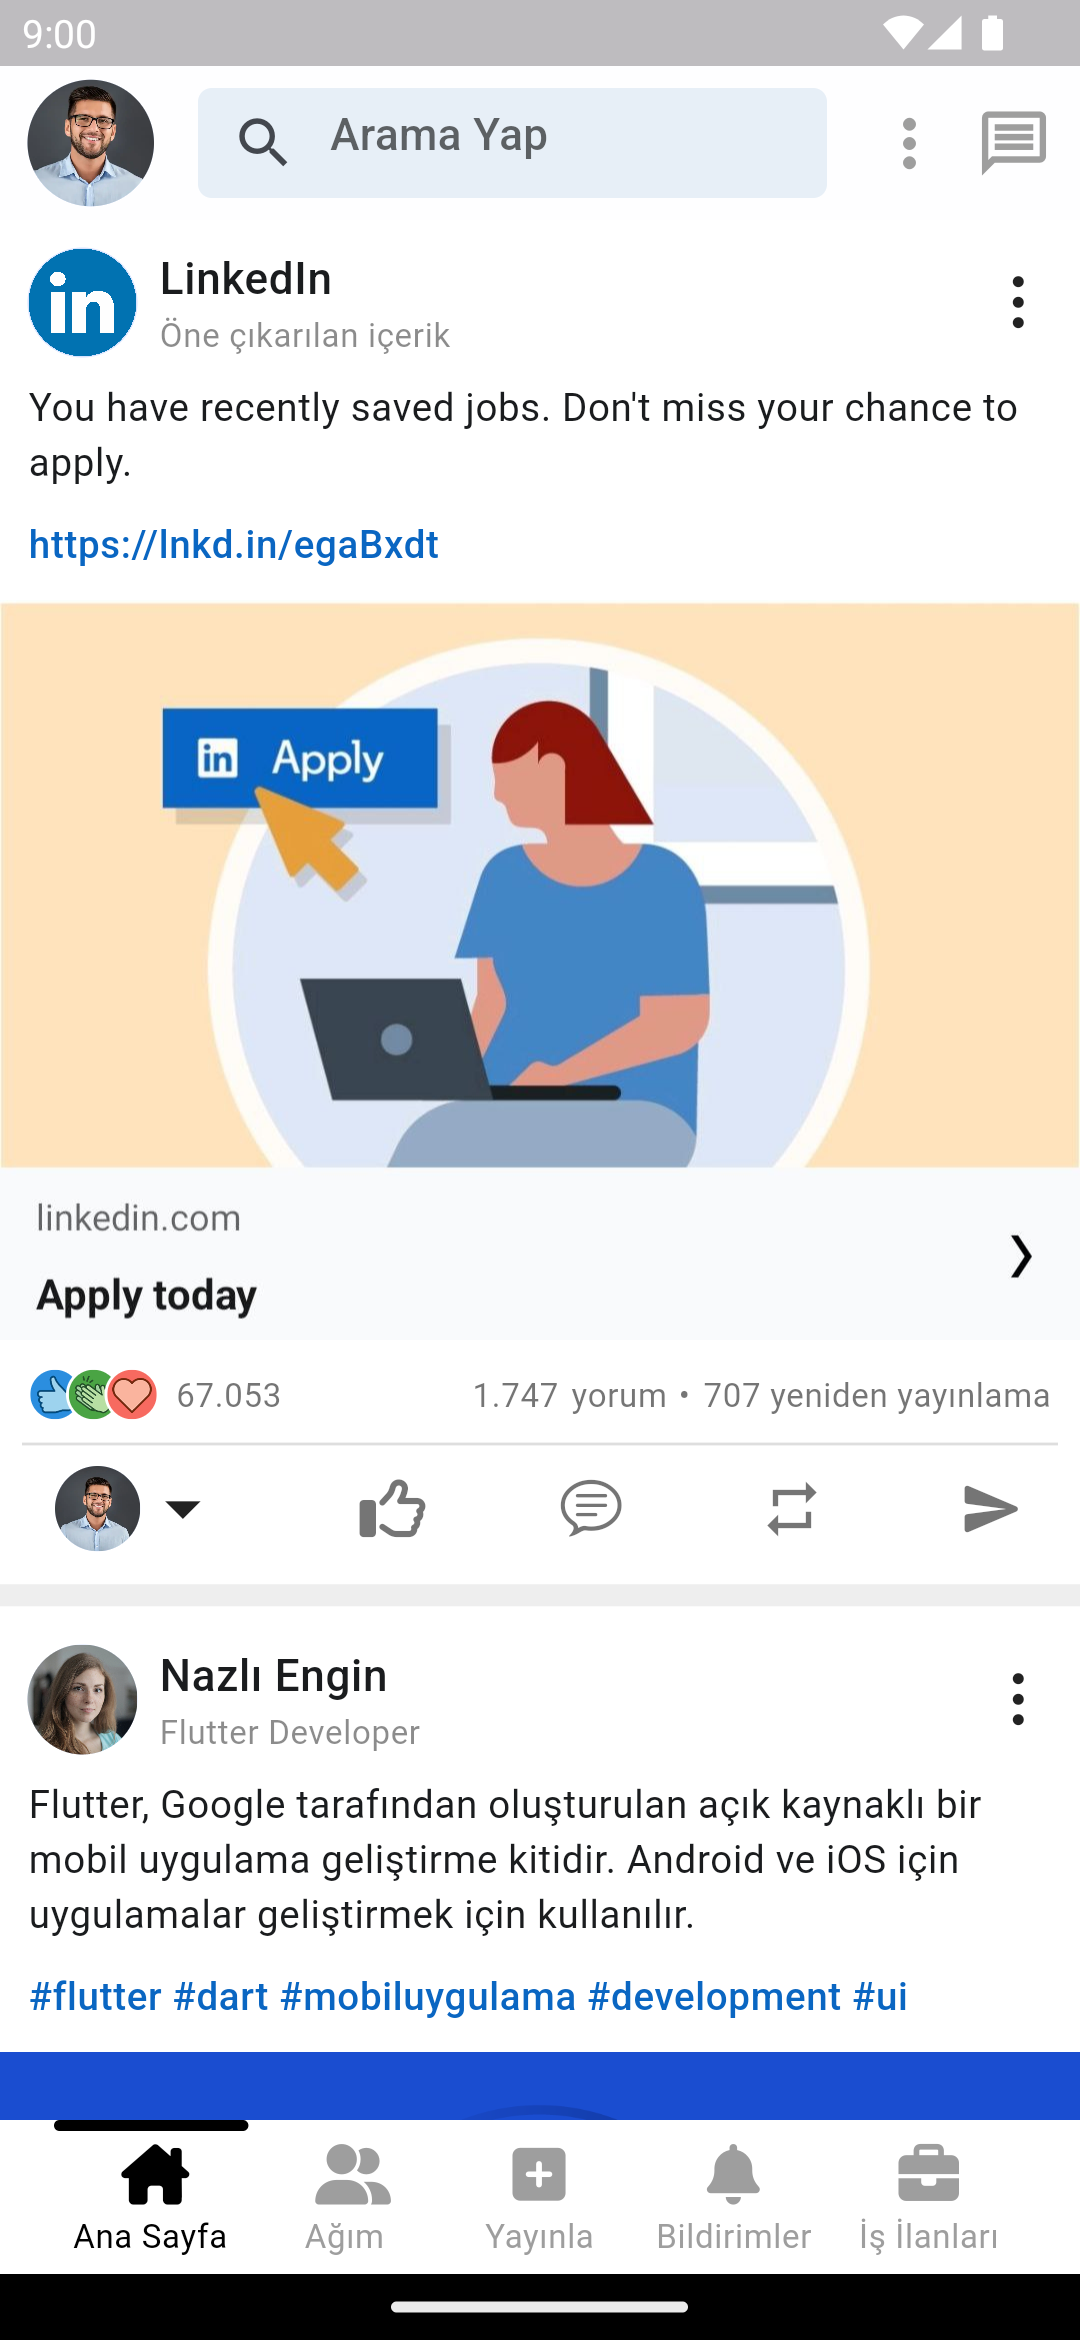 9:00
Arama Yap
in
LinkedIn
Öne çıkarılan içerik
You have recently saved jobs. Don't miss your chance to
apply.
https://lnkd.in/egaBxdt
in Apply
linkedin.com
Apply today
67.053
1.747 yorum • 707 yeniden yayınlama
Nazlı Engin
Flutter Developer
Flutter, Google tarafından oluşturulan açık kaynaklı bir
mobil uygulama geliştirme kitidir. Android ve iOS için
uygulamalar geliştirmek için kullanılır.
#flutter #dart #mobiluygulama #development #ui
Ana Sayfa
Ağım
Yayınla
Bildirimler
İş İlanları